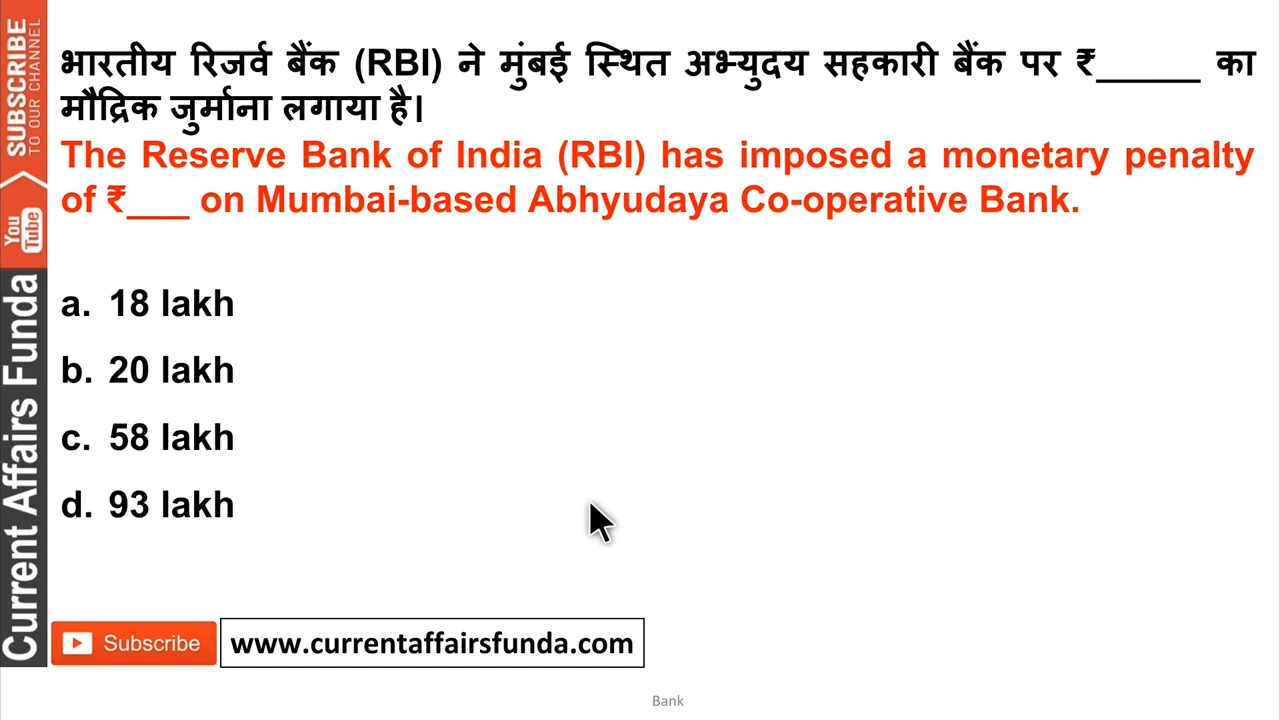 भारतीय रिजर्व बैंक (RBI) ने मुंबई स्थित अभ्युदय सहकारी बैंक पर ₹_____ का
मौद्रिक जुर्माना लगाया है।
The Reserve Bank of India (RBI) has imposed a monetary penalty
of ₹___ on Mumbai-based Abhyudaya Co-operative Bank.
a. 18 lakh
b. 20 lakh
c. 58 lakh
d. 93 lakh
SUBSCRIBE
TO OUR CHANNEL
You
Tube
Current Affairs Funda
Subscribe
www.currentaffairsfunda.com
Bank